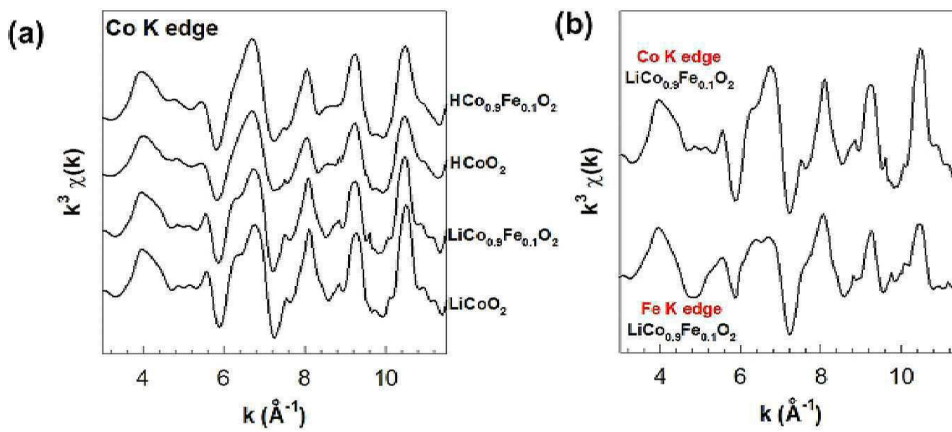 (a)
Co K edge
HCo₀.₉Fe₀.₁O₂
HCoO₂
LiCo₀.₉Fe₀.₁O₂
LiCoO₂
k³ χ(k)
4 6 8 10
k (Å⁻¹)
(b)
Co K edge
LiCo₀.₉Fe₀.₁O₂
Fe K edge
LiCo₀.₉Fe₀.₁O₂
k³ χ(k)
4 6 8 10
k (Å⁻¹)